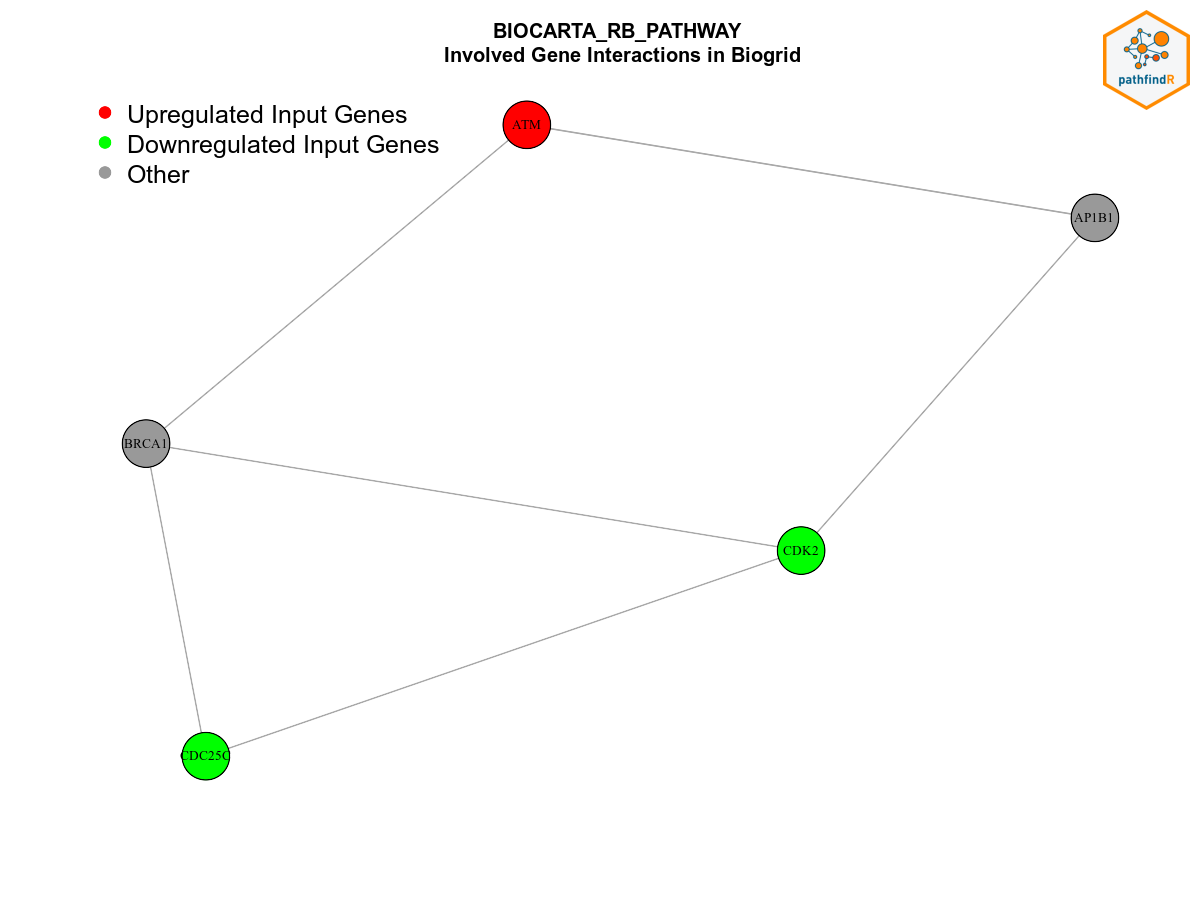 BIOCARTA_RB_PATHWAY
Involved Gene Interactions in Biogrid
pathfindR
Upregulated Input Genes
Downregulated Input Genes
Other
ATM
AP1B1
BRCA1
CDK2
CDC25C